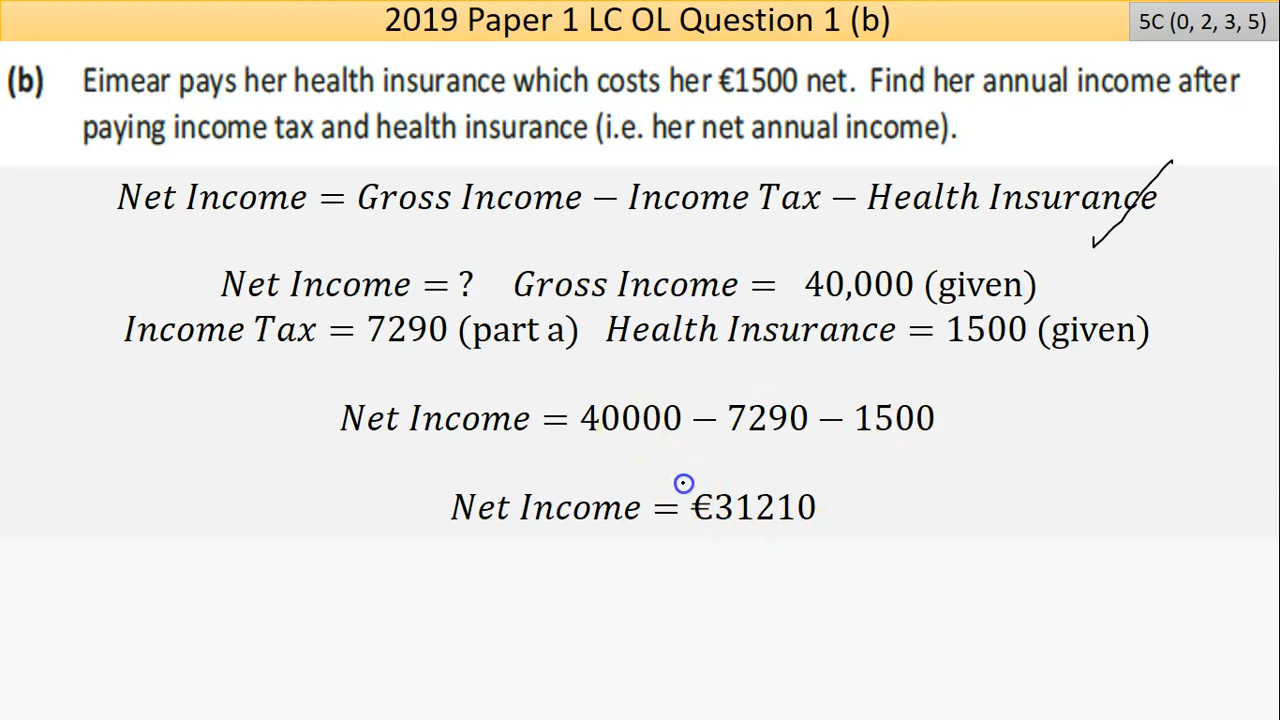 2019 Paper 1 LC OL Question 1 (b)
5C (0, 2, 3, 5)
(b) Eimear pays her health insurance which costs her €1500 net. Find her annual income after
paying income tax and health insurance (i.e. her net annual income).
Net Income = Gross Income − Income Tax − Health Insurance
Net Income = ? Gross Income = 40,000 (given)
Income Tax = 7290 (part a) Health Insurance = 1500 (given)
Net Income = 40000 − 7290 − 1500
Net Income = €31210